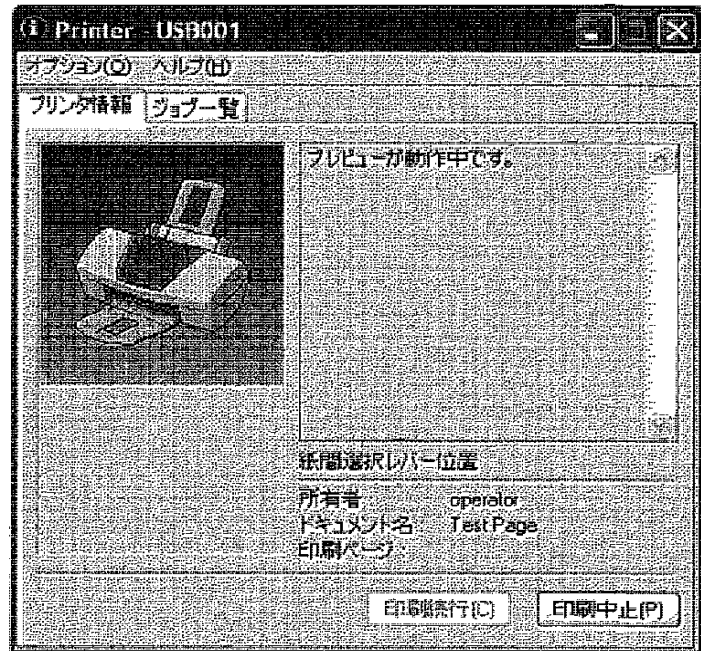 Printer - USB001
オプション(O) ヘルプ(H)
プリンタ情報 ジョブ一覧
プレビューが動作中です。
紙間選択レバー位置
所有者 : operator
ドキュメント名 : Test Page
印刷ページ :
印刷続行(C) 印刷中止(P)